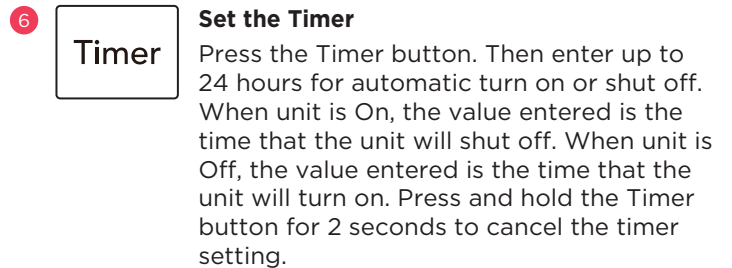 6
Timer
Set the Timer
Press the Timer button. Then enter up to
24 hours for automatic turn on or shut off.
When unit is On, the value entered is the
time that the unit will shut off. When unit is
Off, the value entered is the time that the
unit will turn on. Press and hold the Timer
button for 2 seconds to cancel the timer
setting.